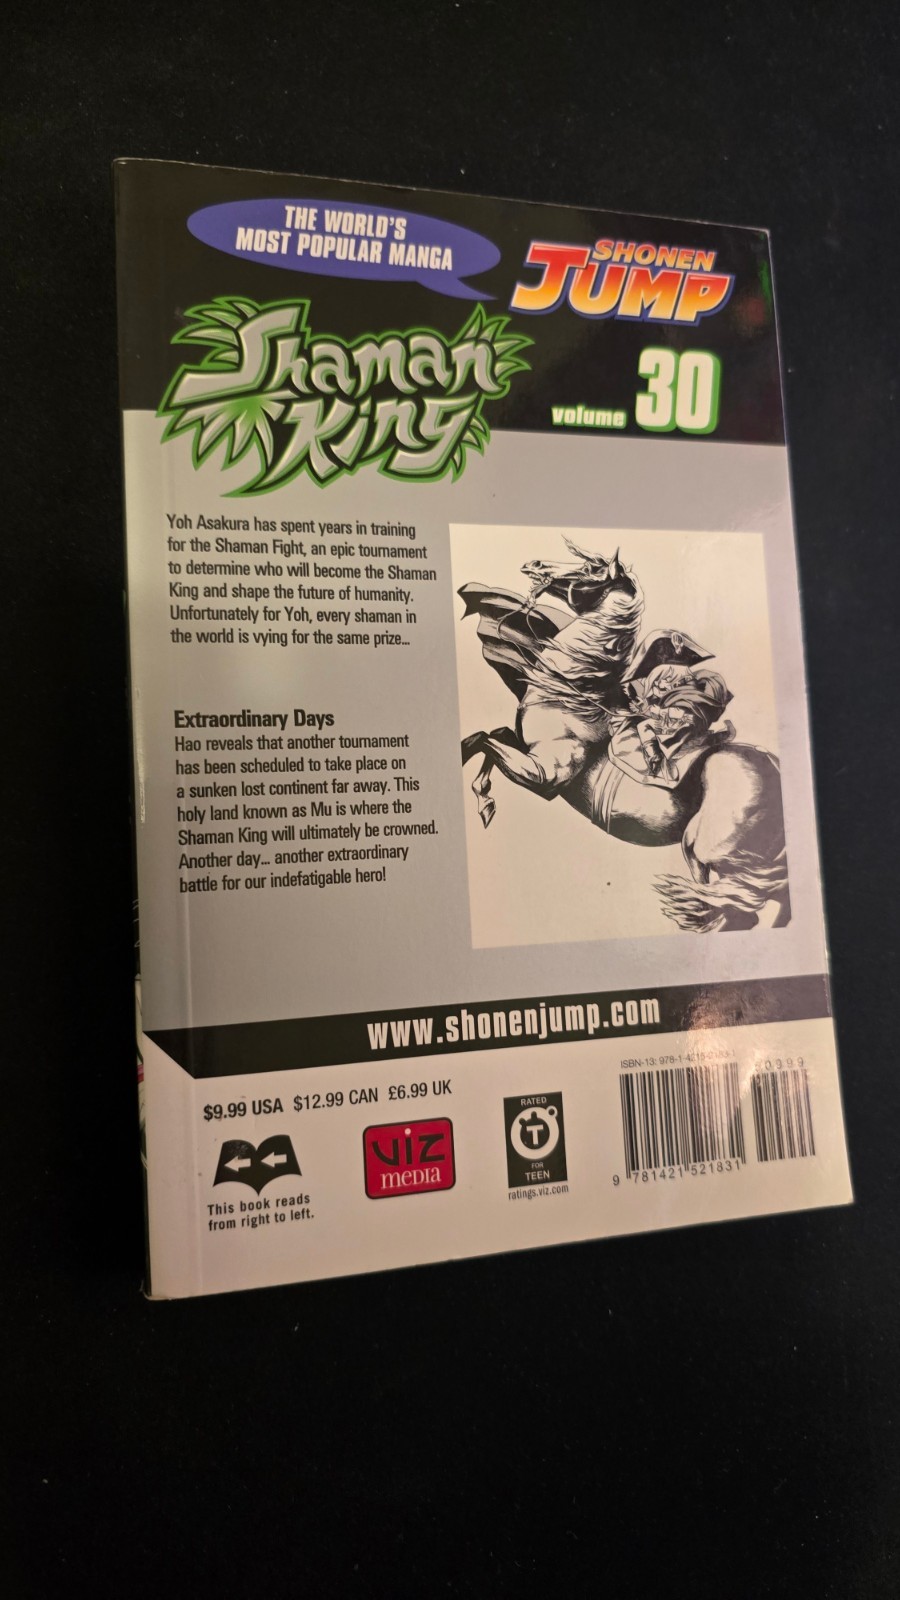 THE WORLD'S
MOST POPULAR MANGA
SHONEN
JUMP
Shaman
King
volume 30
Yoh Asakura has spent years in training
for the Shaman Fight, an epic tournament
to determine who will become the Shaman
King and shape the future of humanity.
Unfortunately for Yoh, every shaman in
the world is vying for the same prize...
Extraordinary Days
Hao reveals that another tournament
has been scheduled to take place on
a sunken lost continent far away. This
holy land known as Mu is where the
Shaman King will ultimately be crowned.
Another day... another extraordinary
battle for our indefatigable hero!
www.shonenjump.com
$9.99 USA $12.99 CAN £6.99 UK
This book reads
from right to left.
VIZ
MEDIA
RATED
T
FOR
TEEN
ratings.viz.com
ISBN-13:
50999
9 781421 521831